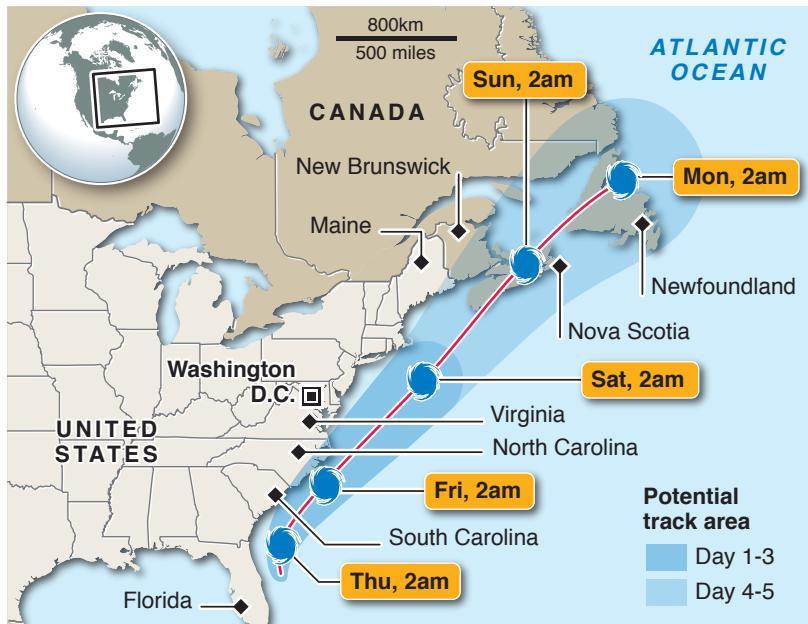 800km
500 miles
ATLANTIC
OCEAN
Sun, 2am
CANADA
New Brunswick
Mon, 2am
Maine
Newfoundland
Nova Scotia
Washington
D.C.
Sat, 2am
Virginia
UNITED
STATES
North Carolina
Fri, 2am
Potential
track area
South Carolina
Day 1-3
Thu, 2am
Day 4-5
Florida